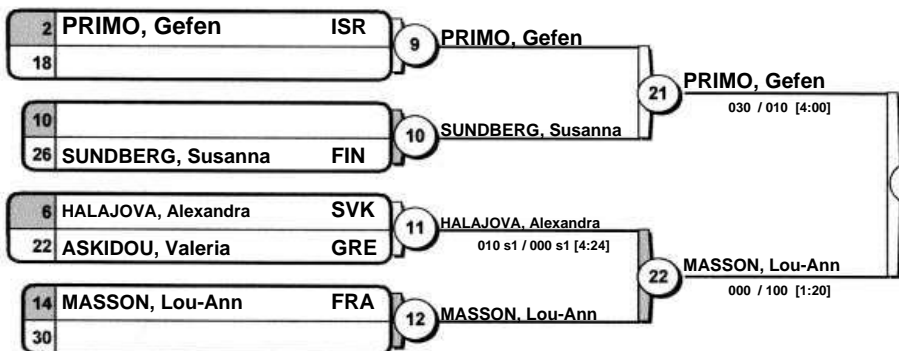 2 PRIMO, Gefen ISR
18
9 PRIMO, Gefen
21 PRIMO, Gefen
030 / 010 [4:00]
10
26 SUNDBERG, Susanna FIN
10 SUNDBERG, Susanna
6 HALAJOVA, Alexandra SVK
22 ASKIDOU, Valeria GRE
11 HALAJOVA, Alexandra
010 s1 / 000 s1 [4:24]
22 MASSON, Lou-Ann
000 / 100 [1:20]
14 MASSON, Lou-Ann FRA
30
12 MASSON, Lou-Ann